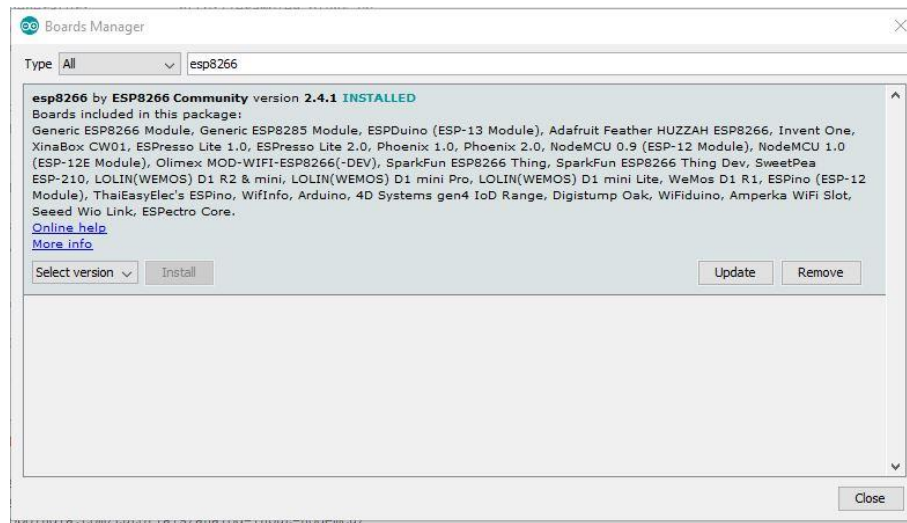 Boards Manager
Type All esp8266
esp8266 by ESP8266 Community version 2.4.1 INSTALLED
Boards included in this package:
Generic ESP8266 Module, Generic ESP8285 Module, ESPDuino (ESP-13 Module), Adafruit Feather HUZZAH ESP8266, Invent One,
XinaBox CW01, ESPresso Lite 1.0, ESPresso Lite 2.0, Phoenix 1.0, Phoenix 2.0, NodeMCU 0.9 (ESP-12 Module), NodeMCU 1.0
(ESP-12E Module), Olimex MOD-WIFI-ESP8266(-DEV), SparkFun ESP8266 Thing, SparkFun ESP8266 Thing Dev, SweetPea
ESP-210, LOLIN(WEMOS) D1 R2 & mini, LOLIN(WEMOS) D1 mini Pro, LOLIN(WEMOS) D1 mini Lite, WeMos D1 R1, ESPino (ESP-12
Module), ThaiEasyElec's ESPino, WifInfo, Arduino, 4D Systems gen4 IoD Range, Digistump Oak, WiFiduino, Amperka WiFi Slot,
Seeed Wio Link, ESPectro Core.
Online help
More info
Select version Install Update Remove
Close